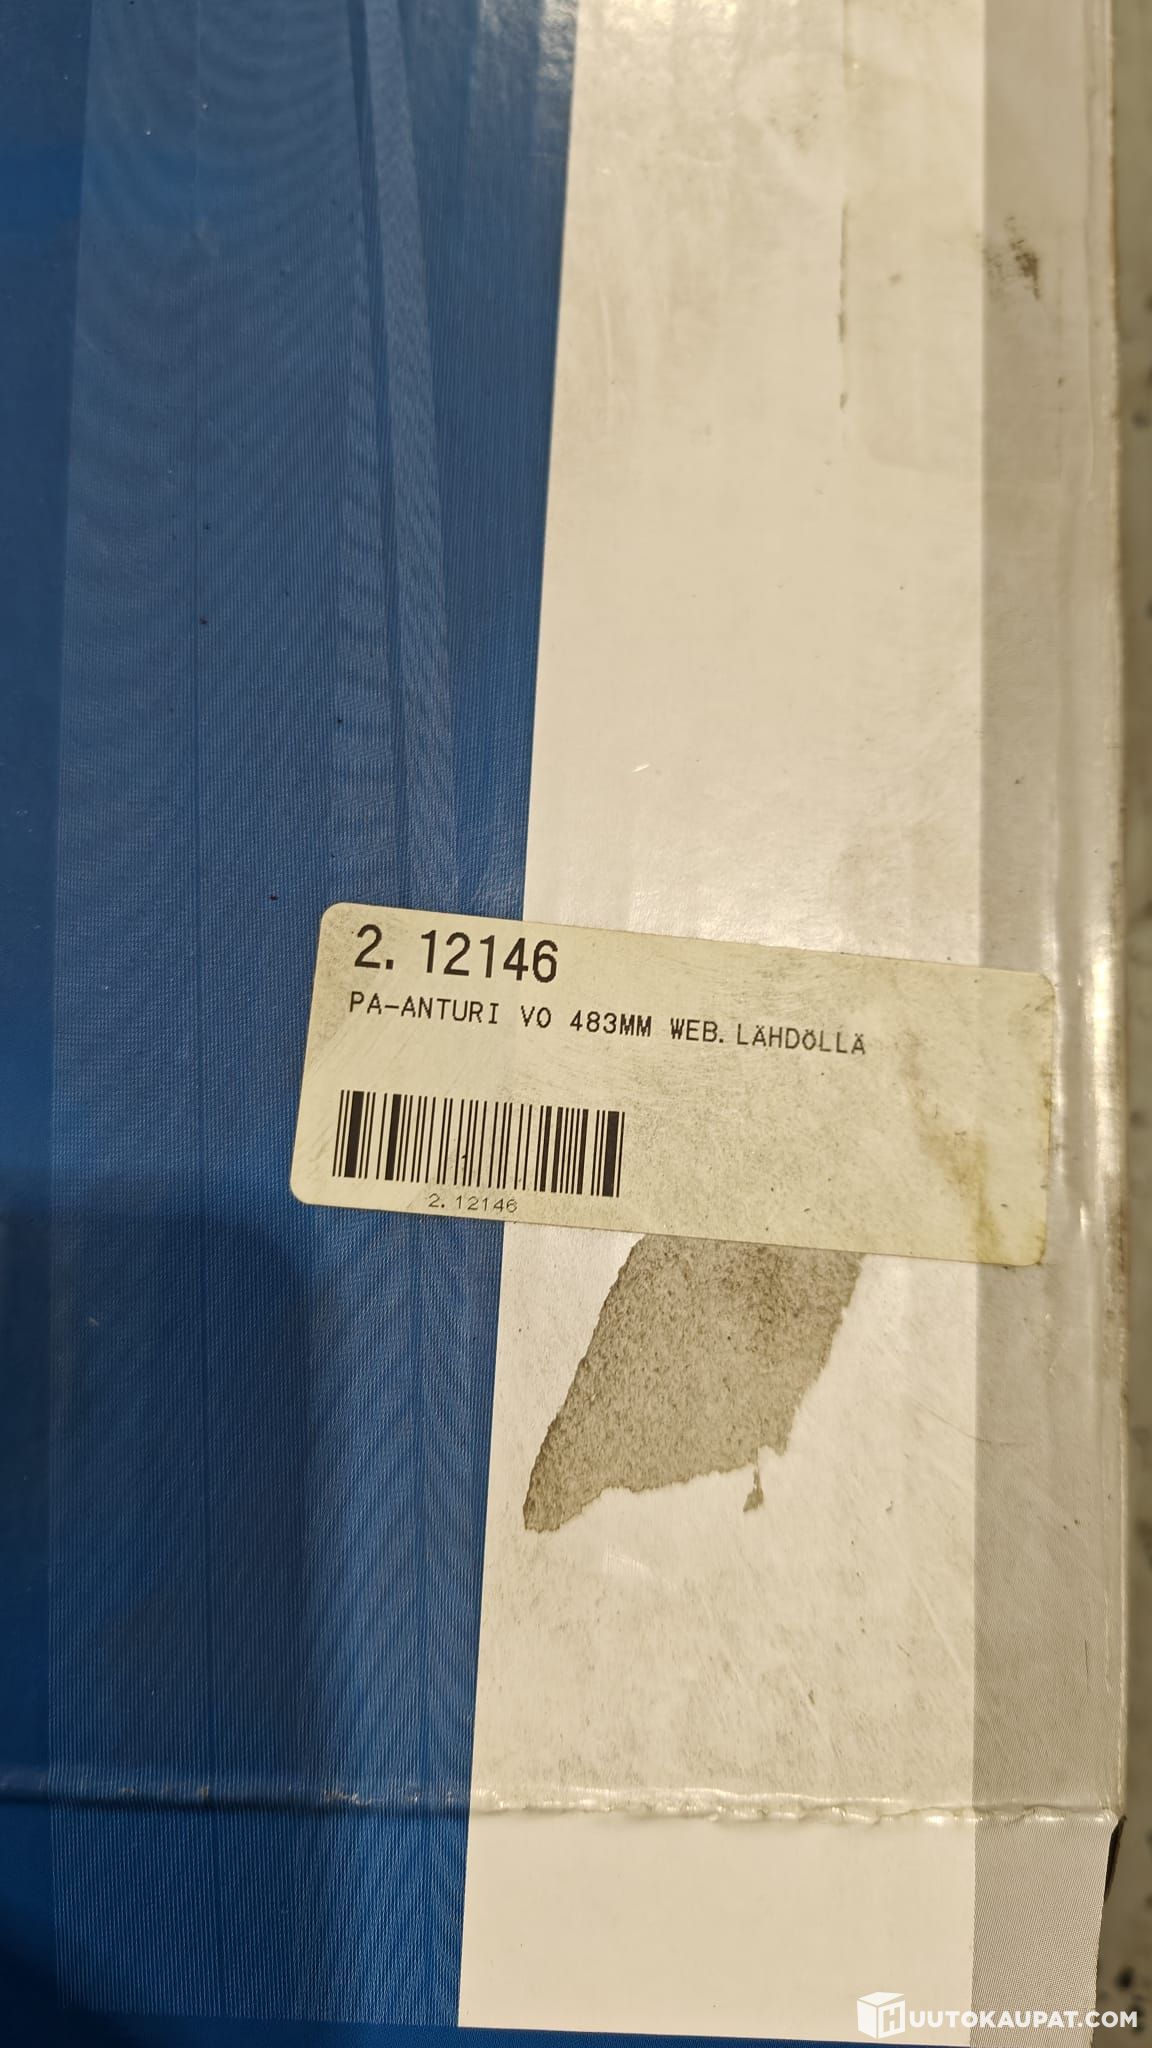 2.12146
PA-ANTURI VO 483MM WEB.LÄHDÖLLÄ
2.12146
HUUTOKAUPAT.COM